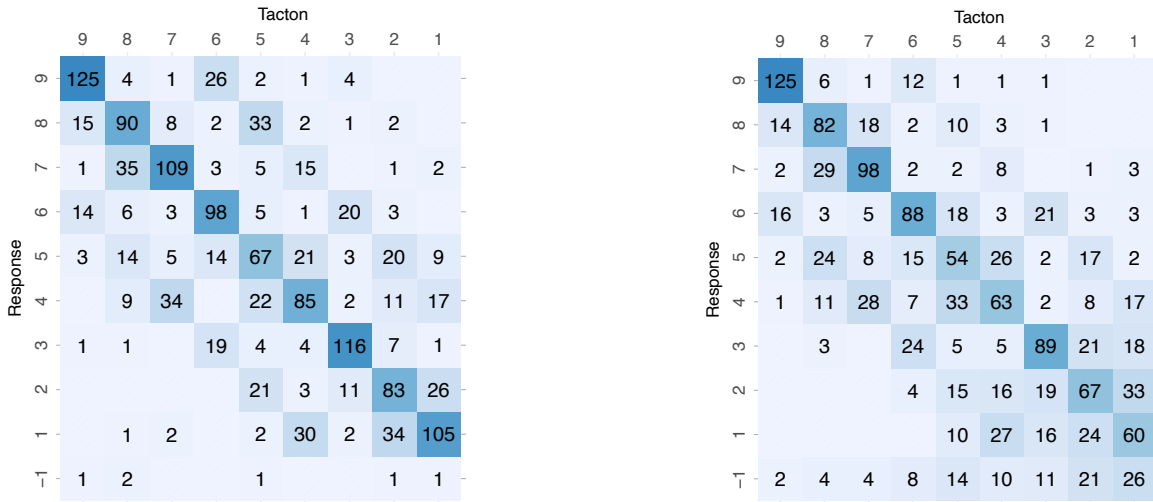 Tacton
9 8 7 6 5 4 3 2 1
Response
9 125 4 1 26 2 1 4
8 15 90 8 2 33 2 1 2
7 1 35 109 3 5 15 1 2
6 14 6 3 98 5 1 20 3
5 3 14 5 14 67 21 3 20 9
4 9 34 22 85 2 11 17
3 1 1 19 4 4 116 7 1
2 21 3 11 83 26
1 1 2 2 30 2 34 105
−1 1 2 1 1 1
Tacton
9 8 7 6 5 4 3 2 1
Response
9 125 6 1 12 1 1 1
8 14 82 18 2 10 3 1
7 2 29 98 2 2 8 1 3
6 16 3 5 88 18 3 21 3 3
5 2 24 8 15 54 26 2 17 2
4 1 11 28 7 33 63 2 8 17
3 3 24 5 5 89 21 18
2 4 15 16 19 67 33
1 10 27 16 24 60
−1 2 4 4 8 14 10 11 21 26